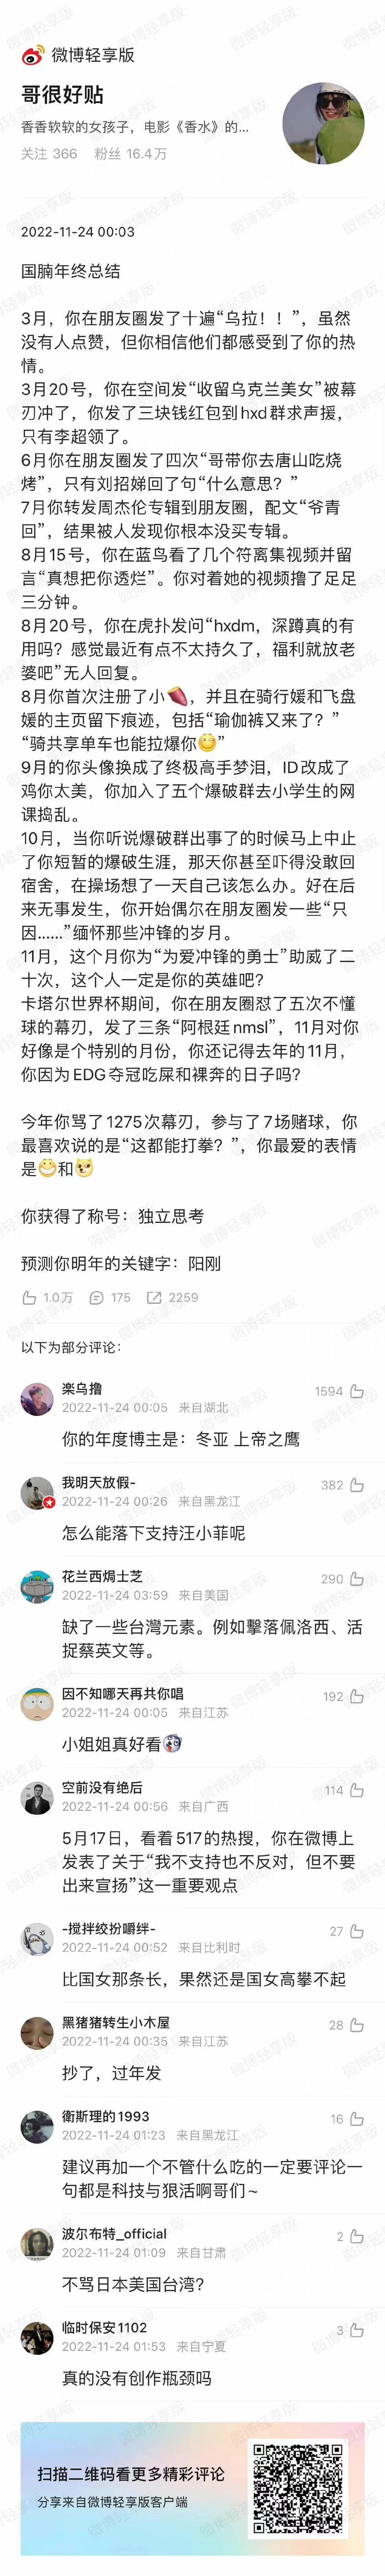 微博轻享版
哥很好贴
香香软软的女孩子，电影《香水》的...
关注 366 粉丝 16.4万
2022-11-24 00:03
国腩年终总结
3月，你在朋友圈发了十遍“乌拉！！”，虽然
没有人点赞，但你相信他们都感受到了你的热
情。
3月20号，你在空间发“收留乌克兰美女”被幕
刃冲了，你发了三块钱红包到hxd群求声援，
只有李超领了。
6月你在朋友圈发了四次“哥带你去唐山吃烧
烤”，只有刘招娣回了句“什么意思？”
7月你转发周杰伦专辑到朋友圈，配文“爷青
回”，结果被人发现你根本没买专辑。
8月15号，你在蓝鸟看了几个符离集视频并留
言“真想把你透烂”。你对着她的视频撸了足足
三分钟。
8月20号，你在虎扑发问“hxdm，深蹲真的有
用吗？感觉最近有点不太持久了，福利就放老
婆吧”无人回复。
8月你首次注册了小🍠，并且在骑行媛和飞盘
媛的主页留下痕迹，包括“瑜伽裤又来了？”
“骑共享单车也能拉爆你😊”
9月的你头像换成了终极高手梦泪，ID改成了
鸡你太美，你加入了五个爆破群去小学生的网
课捣乱。
10月，当你听说爆破群出事了的时候马上中止
了你短暂的爆破生涯，那天你甚至吓得没敢回
宿舍，在操场想了一天自己该怎么办。好在后
来无事发生，你开始偶尔在朋友圈发一些“只
因......”缅怀那些冲锋的岁月。
11月，这个月你为“为爱冲锋的勇士”助威了二
十次，这个人一定是你的英雄吧？
卡塔尔世界杯期间，你在朋友圈怼了五次不懂
球的幕刃，发了三条“阿根廷nmsl”，11月对你
好像是个特别的月份，你还记得去年的11月，
你因为EDG夺冠吃屎和裸奔的日子吗？
今年你骂了1275次幕刃，参与了7场赌球，你
最喜欢说的是“这都能打拳？”，你最爱的表情
是😁和🐶
你获得了称号：独立思考
预测你明年的关键字：阳刚
1.0万 175 2259
以下为部分评论：
楽乌撸 1594
2022-11-24 00:05 来自湖北
你的年度博主是：冬亚 上帝之鹰
我明天放假- 382
2022-11-24 00:26 来自黑龙江
怎么能落下支持汪小菲呢
花兰西焗士芝 290
2022-11-24 03:59 来自美国
缺了一些台灣元素。例如擊落佩洛西、活
捉蔡英文等。
因不知哪天再共你唱 192
2022-11-24 00:05 来自江苏
小姐姐真好看
空前没有绝后 114
2022-11-24 00:56 来自广西
5月17日，看着517的热搜，你在微博上
发表了关于“我不支持也不反对，但不要
出来宣扬”这一重要观点
-搅拌绞扮嚼绊- 27
2022-11-24 00:52 来自比利时
比国女那条长，果然还是国女高攀不起
黑猪猪转生小木屋 28
2022-11-24 00:35 来自江苏
抄了，过年发
衛斯理的1993 16
2022-11-24 01:23 来自黑龙江
建议再加一个不管什么吃的一定要评论一
句都是科技与狠活啊哥们～
波尔布特_official 2
2022-11-24 01:09 来自甘肃
不骂日本美国台湾？
临时保安1102 3
2022-11-24 01:53 来自宁夏
真的没有创作瓶颈吗
扫描二维码看更多精彩评论
分享来自微博轻享版客户端